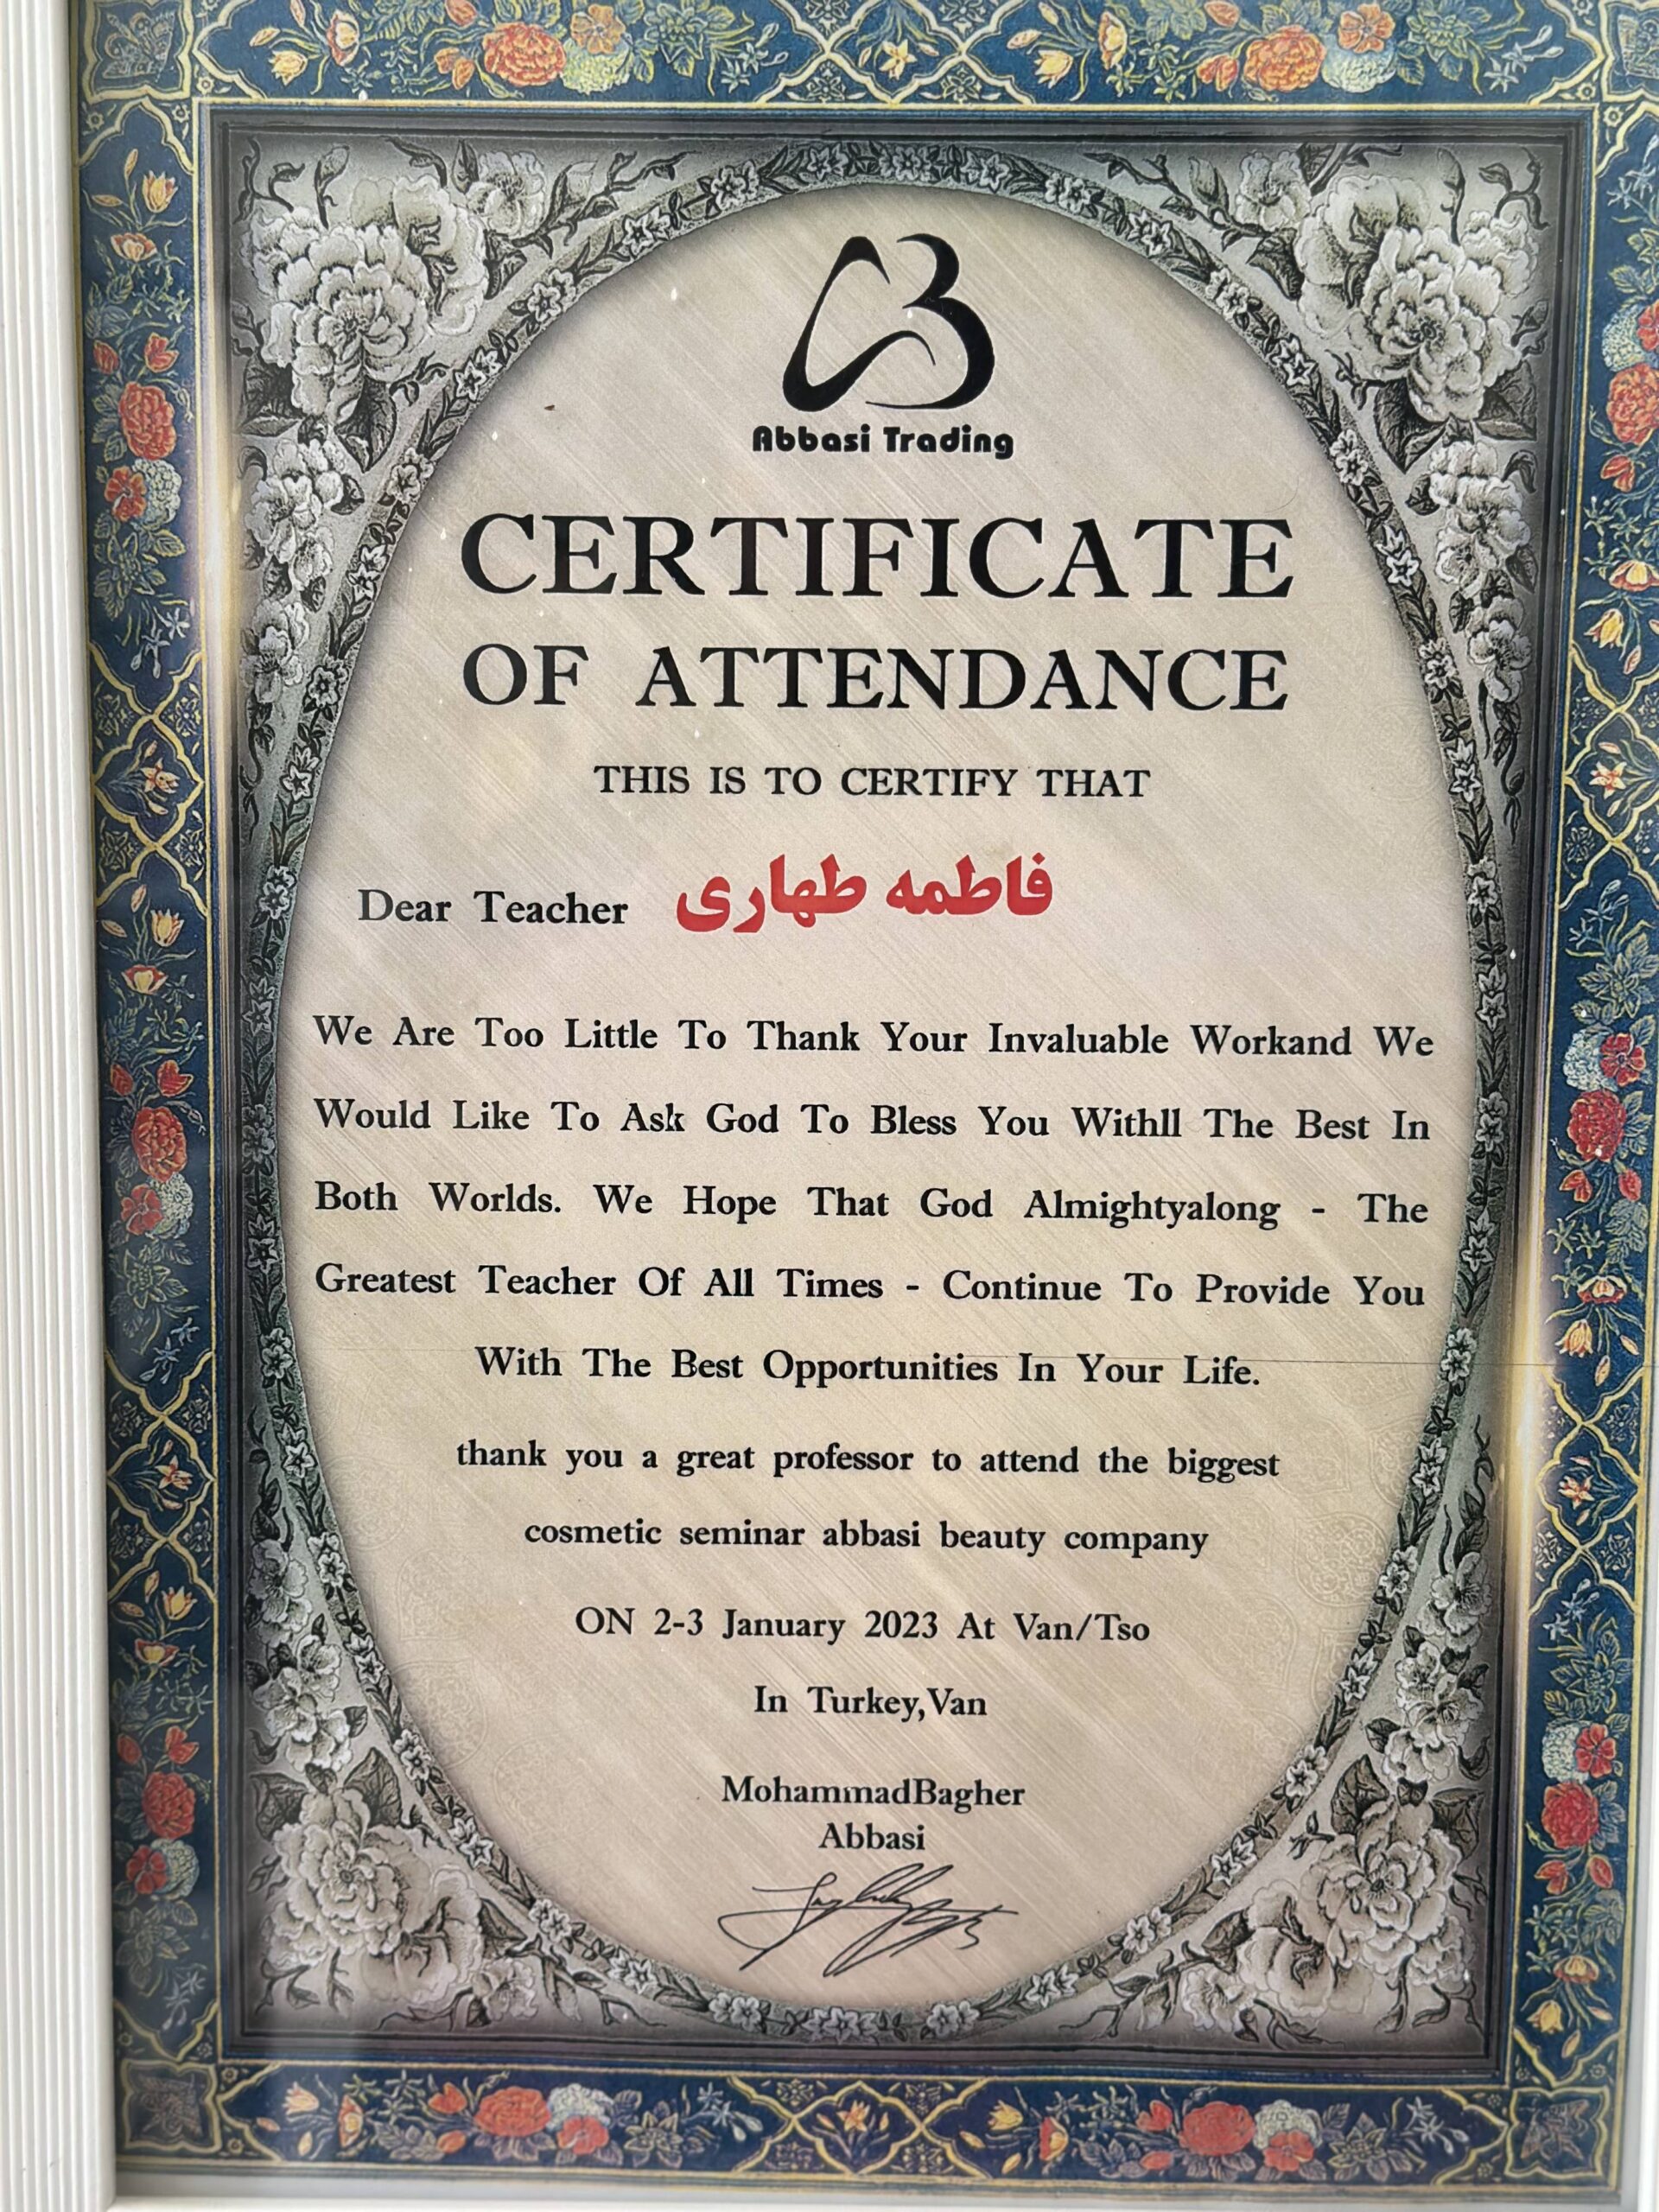 Abbasi Trading
CERTIFICATE
OF ATTENDANCE
THIS IS TO CERTIFY THAT
Dear Teacher فاطمه طهاری
We Are Too Little To Thank Your Invaluable Workand We
Would Like To Ask God To Bless You Withll The Best In
Both Worlds. We Hope That God Almightyalong - The
Greatest Teacher Of All Times - Continue To Provide You
With The Best Opportunities In Your Life.
thank you a great professor to attend the biggest
cosmetic seminar abbasi beauty company
ON 2-3 January 2023 At Van/Tso
In Turkey,Van
MohammadBagher
Abbasi